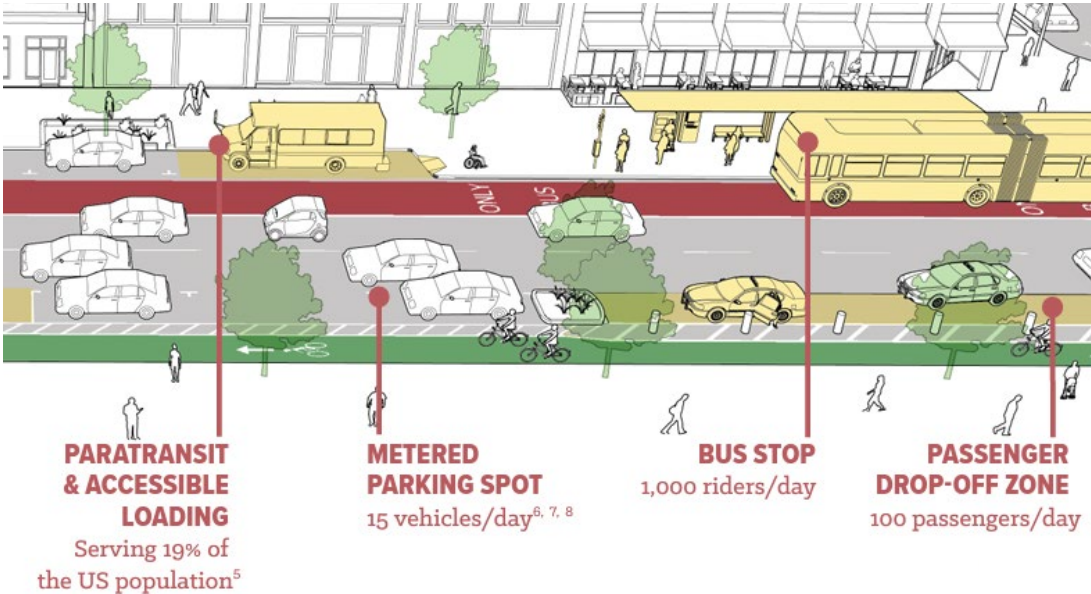 ONLY
BUS
PARATRANSIT
& ACCESSIBLE
LOADING
Serving 19% of
the US population⁵
METERED
PARKING SPOT
15 vehicles/day⁶, ⁷, ⁸
BUS STOP
1,000 riders/day
PASSENGER
DROP-OFF ZONE
100 passengers/day